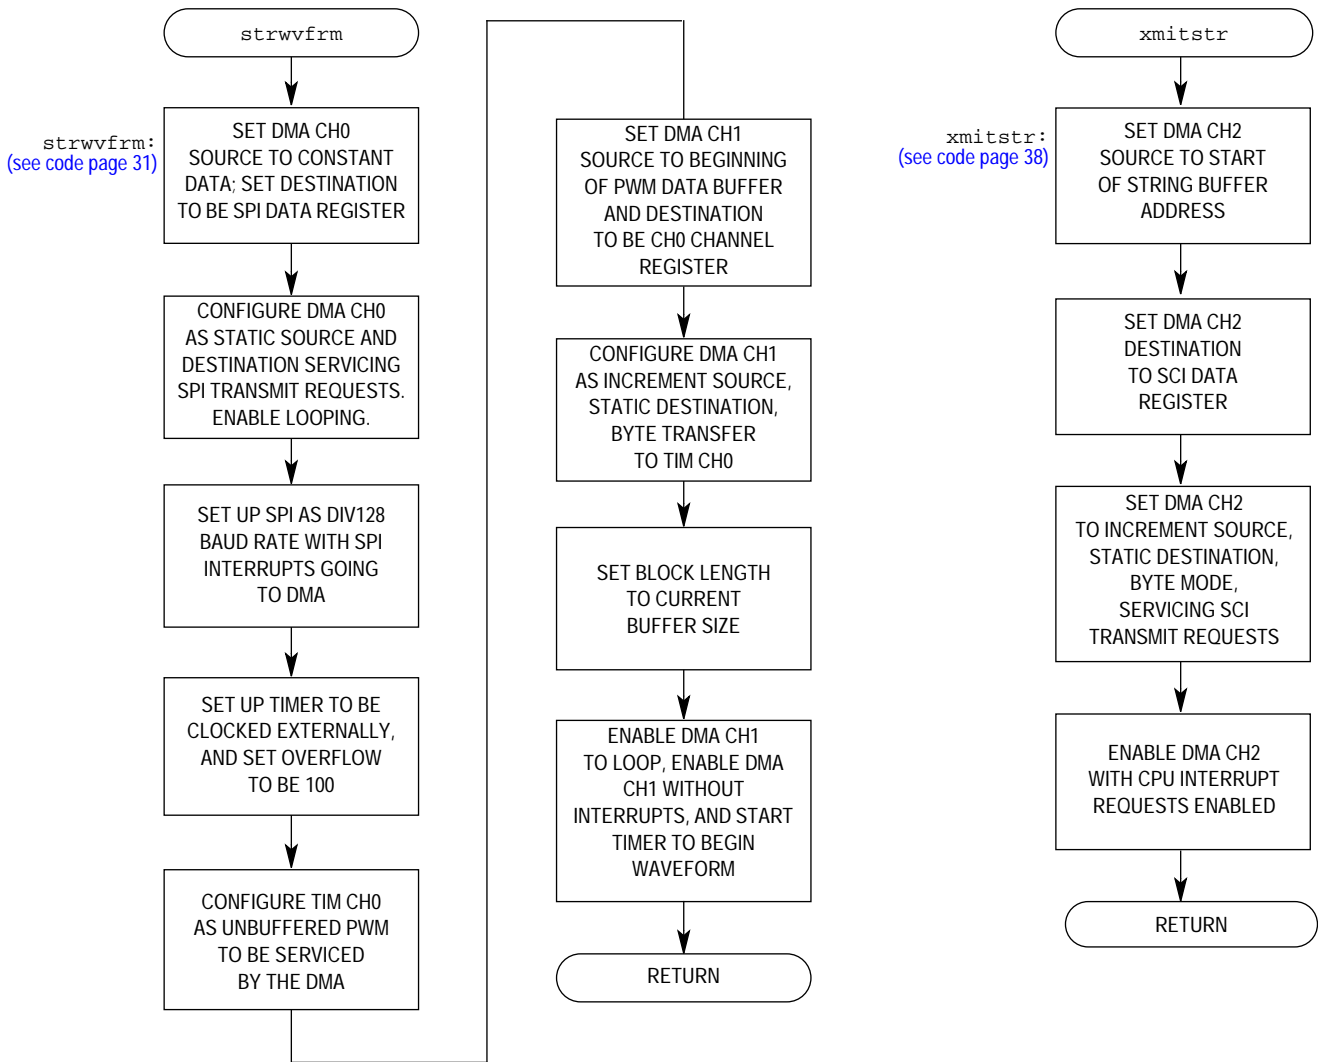 strwvfrm
strwvfrm:
(see code page 31)
SET DMA CH0
SOURCE TO CONSTANT
DATA; SET DESTINATION
TO BE SPI DATA REGISTER
CONFIGURE DMA CH0
AS STATIC SOURCE AND
DESTINATION SERVICING
SPI TRANSMIT REQUESTS.
ENABLE LOOPING.
SET UP SPI AS DIV128
BAUD RATE WITH SPI
INTERRUPTS GOING
TO DMA
SET UP TIMER TO BE
CLOCKED EXTERNALLY,
AND SET OVERFLOW
TO BE 100
CONFIGURE TIM CH0
AS UNBUFFERED PWM
TO BE SERVICED
BY THE DMA
SET DMA CH1
SOURCE TO BEGINNING
OF PWM DATA BUFFER
AND DESTINATION
TO BE CH0 CHANNEL
REGISTER
CONFIGURE DMA CH1
AS INCREMENT SOURCE,
STATIC DESTINATION,
BYTE TRANSFER
TO TIM CH0
SET BLOCK LENGTH
TO CURRENT
BUFFER SIZE
ENABLE DMA CH1
TO LOOP, ENABLE DMA
CH1 WITHOUT
INTERRUPTS, AND START
TIMER TO BEGIN
WAVEFORM
RETURN
xmitstr
xmitstr:
(see code page 38)
SET DMA CH2
SOURCE TO START
OF STRING BUFFER
ADDRESS
SET DMA CH2
DESTINATION
TO SCI DATA
REGISTER
SET DMA CH2
TO INCREMENT SOURCE,
STATIC DESTINATION,
BYTE MODE,
SERVICING SCI
TRANSMIT REQUESTS
ENABLE DMA CH2
WITH CPU INTERRUPT
REQUESTS ENABLED
RETURN